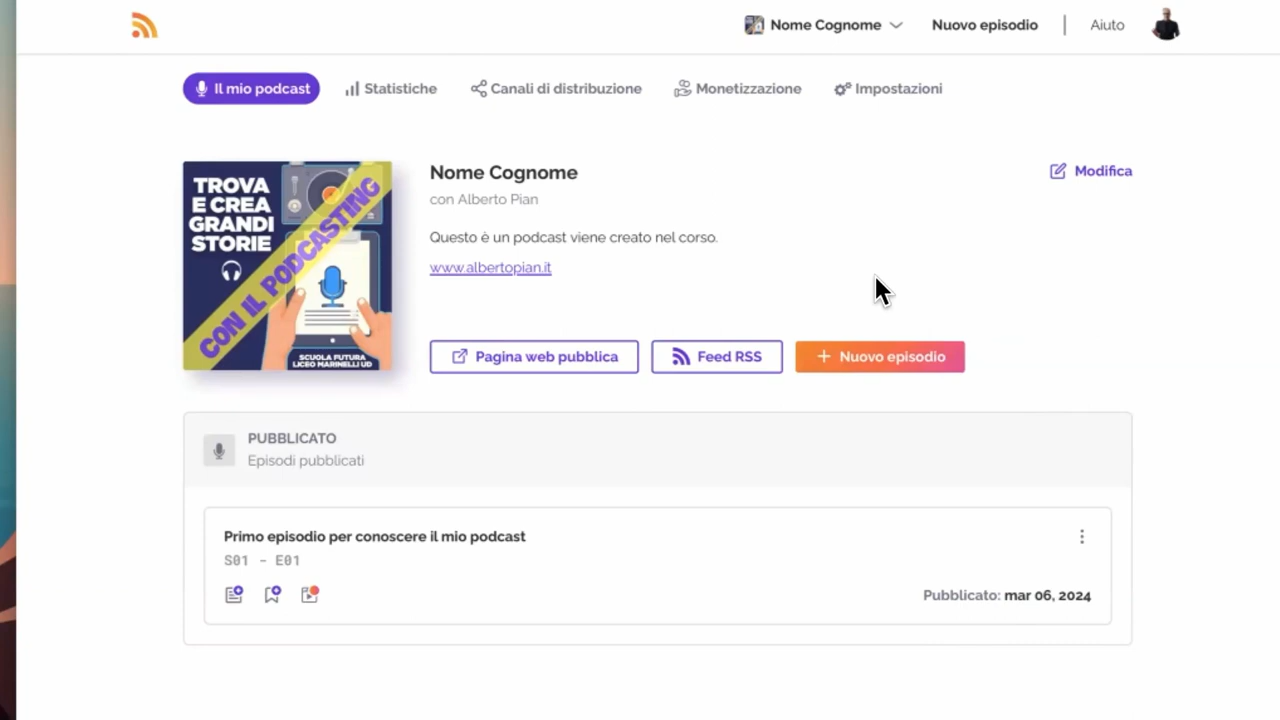 Nome Cognome
Nuovo episodio
Aiuto
Il mio podcast
Statistiche
Canali di distribuzione
Monetizzazione
Impostazioni
TROVA
E CREA
GRANDI
STORIE
CON IL PODCASTING
SCUOLA FUTURA
LICEO MARINELLI UD
Nome Cognome
con Alberto Pian
Questo è un podcast viene creato nel corso.
www.albertopian.it
Modifica
Pagina web pubblica
Feed RSS
+ Nuovo episodio
PUBBLICATO
Episodi pubblicati
Primo episodio per conoscere il mio podcast
S01 - E01
Pubblicato: mar 06, 2024